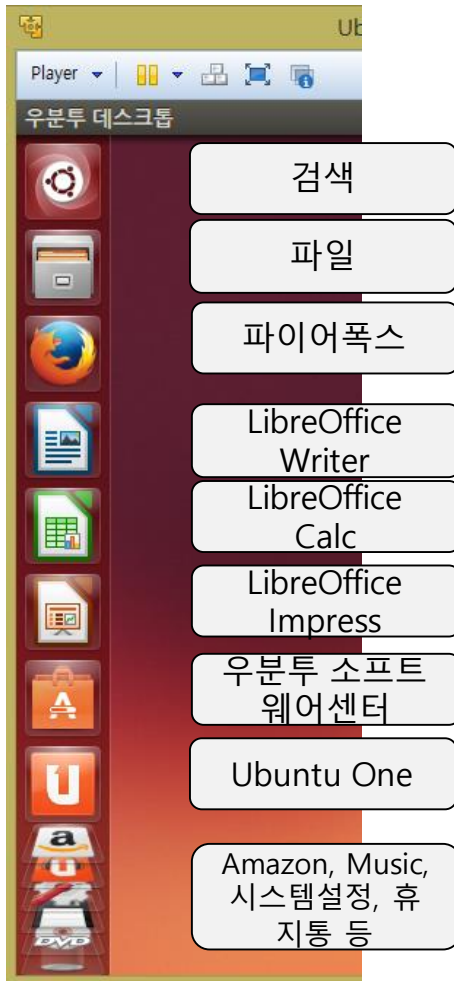 Ub
Player
우분투 데스크톱
검색
파일
파이어폭스
LibreOffice
Writer
LibreOffice
Calc
LibreOffice
Impress
우분투 소프트
웨어센터
Ubuntu One
Amazon, Music,
시스템설정, 휴
지통 등
DVD